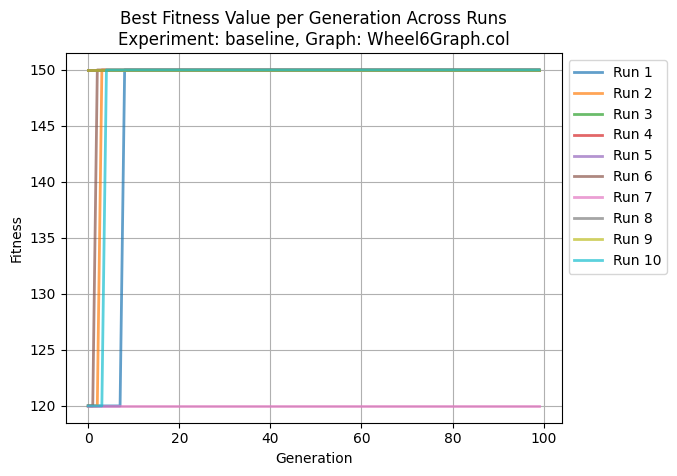 Best Fitness Value per Generation Across Runs
Experiment: baseline, Graph: Wheel6Graph.col
150
145
140
135
130
125
120
Fitness
0 20 40 60 80 100
Generation
Run 1
Run 2
Run 3
Run 4
Run 5
Run 6
Run 7
Run 8
Run 9
Run 10